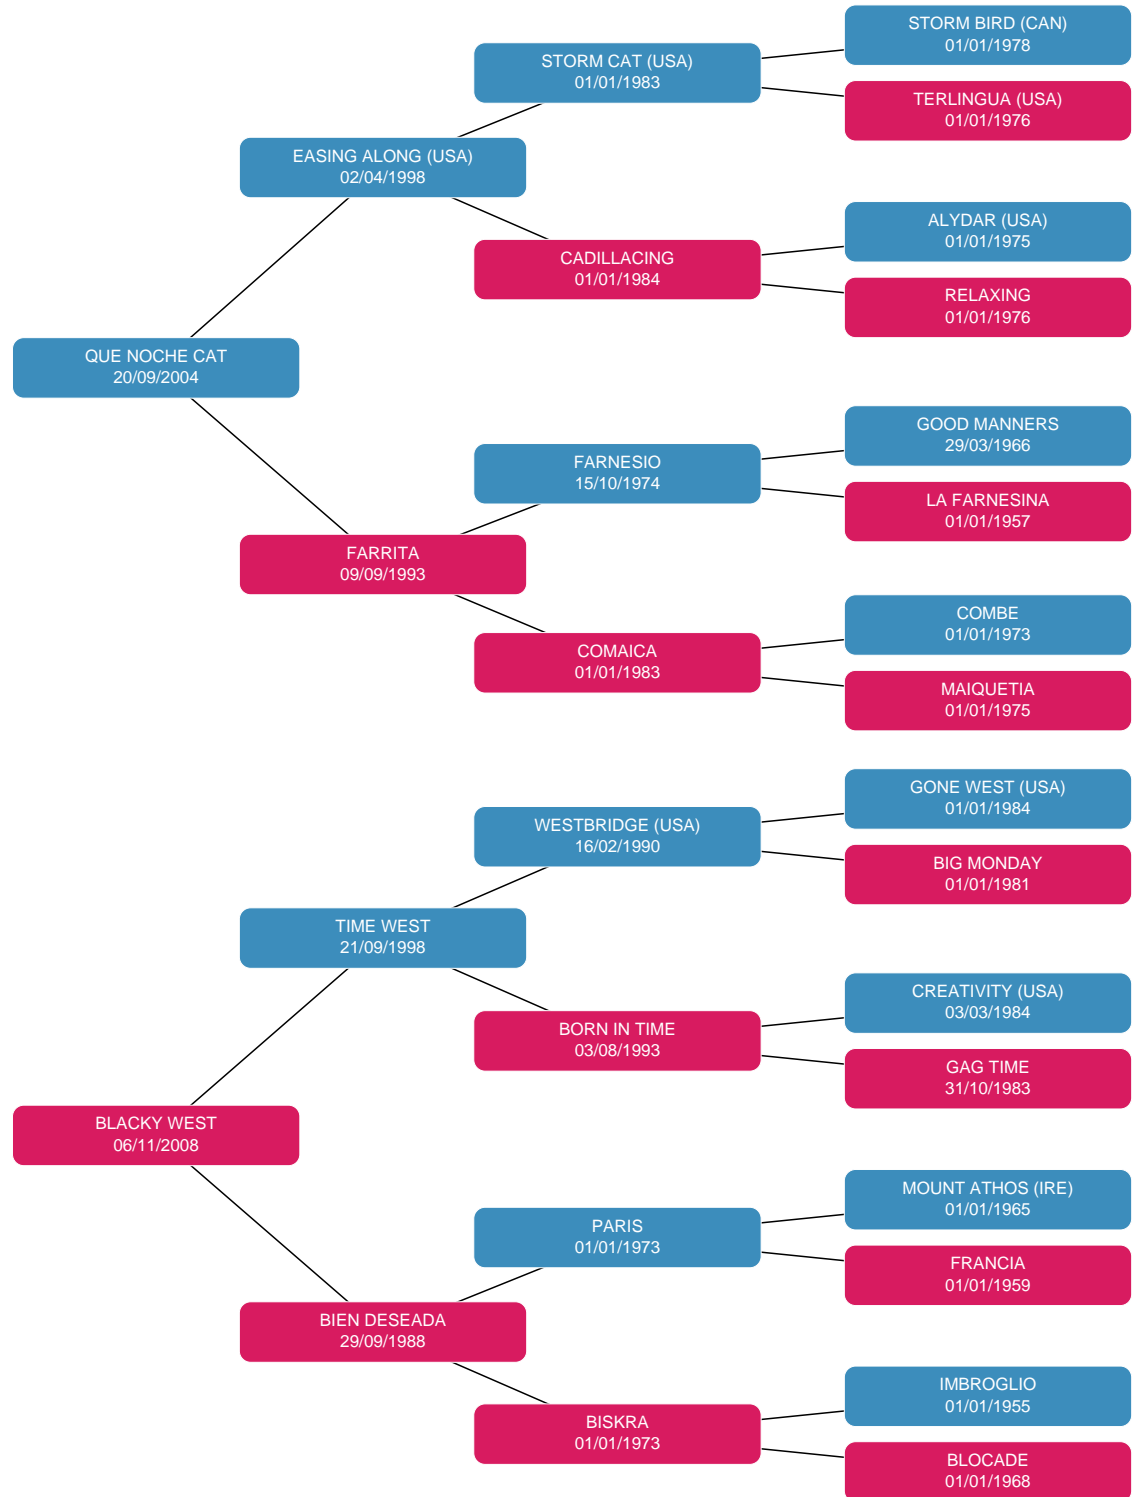 STORM BIRD (CAN)
01/01/1978
STORM CAT (USA)
01/01/1983
TERLINGUA (USA)
01/01/1976
EASING ALONG (USA)
02/04/1998
ALYDAR (USA)
01/01/1975
CADILLACING
01/01/1984
RELAXING
01/01/1976
QUE NOCHE CAT
20/09/2004
GOOD MANNERS
29/03/1966
FARNESIO
15/10/1974
LA FARNESINA
01/01/1957
FARRITA
09/09/1993
COMBE
01/01/1973
COMAICA
01/01/1983
MAIQUETIA
01/01/1975
GONE WEST (USA)
01/01/1984
WESTBRIDGE (USA)
16/02/1990
BIG MONDAY
01/01/1981
TIME WEST
21/09/1998
CREATIVITY (USA)
03/03/1984
BORN IN TIME
03/08/1993
GAG TIME
31/10/1983
BLACKY WEST
06/11/2008
MOUNT ATHOS (IRE)
01/01/1965
PARIS
01/01/1973
FRANCIA
01/01/1959
BIEN DESEADA
29/09/1988
IMBROGLIO
01/01/1955
BISKRA
01/01/1973
BLOCADE
01/01/1968